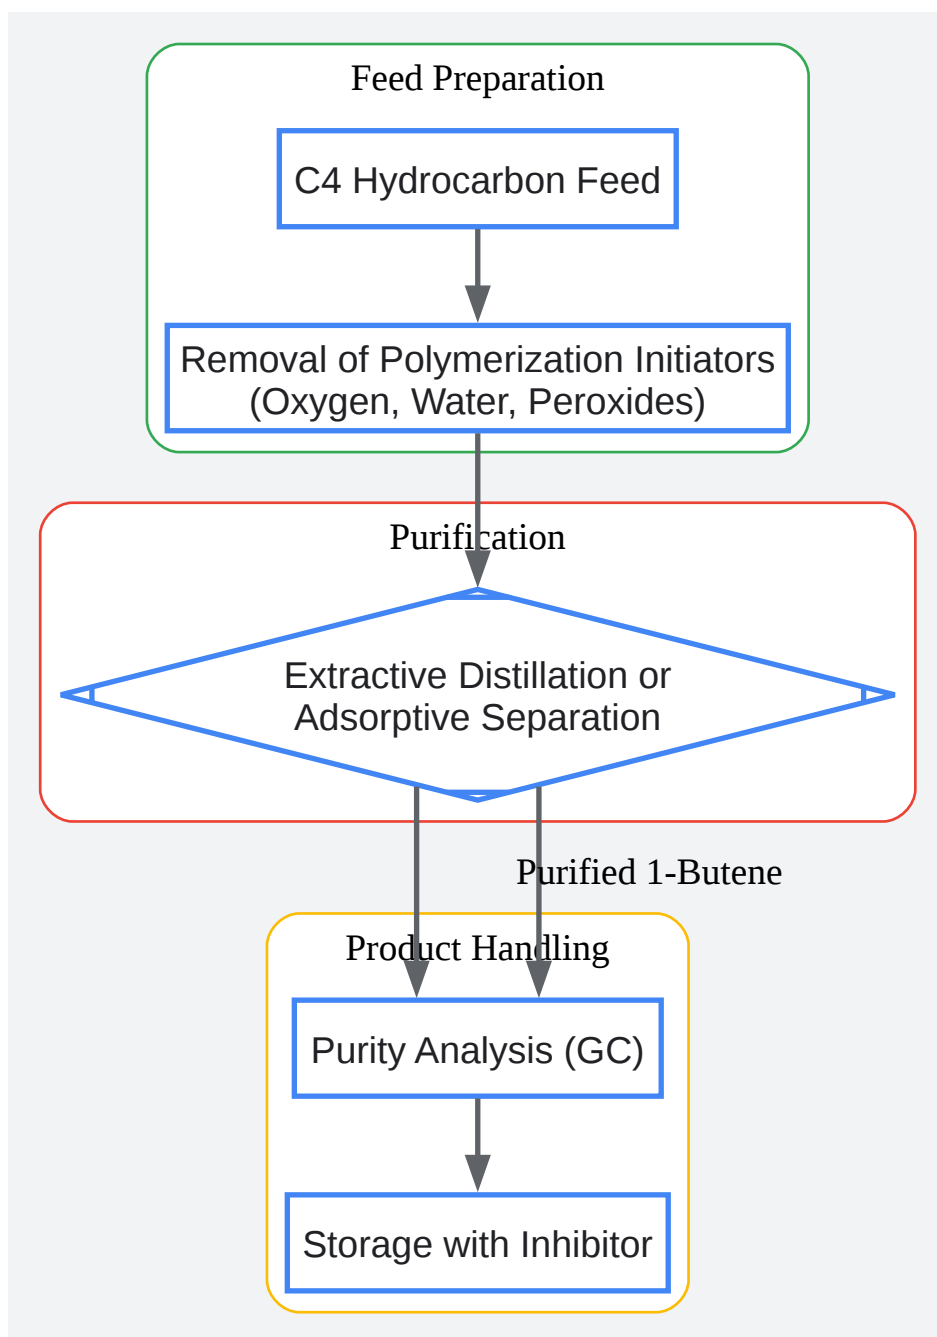 Feed Preparation
C4 Hydrocarbon Feed
Removal of Polymerization Initiators
(Oxygen, Water, Peroxides)
Purification
Extractive Distillation or
Adsorptive Separation
Purified 1-Butene
Product Handling
Purity Analysis (GC)
Storage with Inhibitor